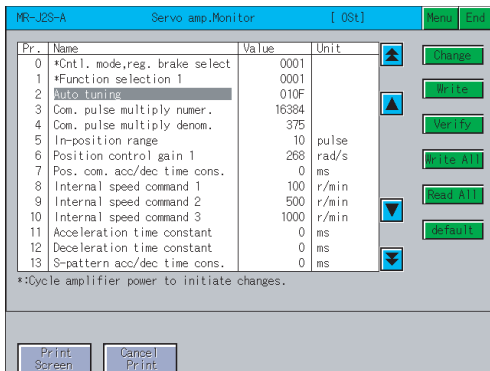 MR-J2S-A Servo amp.Monitor [ 0St] Menu End
Pr. Name Value Unit
0 *Cntl. mode,reg. brake select 0001
1 *Function selection 1 0001
2 Auto tuning 010F
3 Com. pulse multiply numer. 16384
4 Com. pulse multiply denom. 375
5 In-position range 10 pulse
6 Position control gain 1 268 rad/s
7 Pos. com. acc/dec time cons. 0 ms
8 Internal speed command 1 100 r/min
9 Internal speed command 2 500 r/min
10 Internal speed command 3 1000 r/min
11 Acceleration time constant 0 ms
12 Deceleration time constant 0 ms
13 S-pattern acc/dec time cons. 0 ms
*:Cycle amplifier power to initiate changes.
Change
Write
Verify
Write All
Read All
default
Print
Screen
Cancel
Print